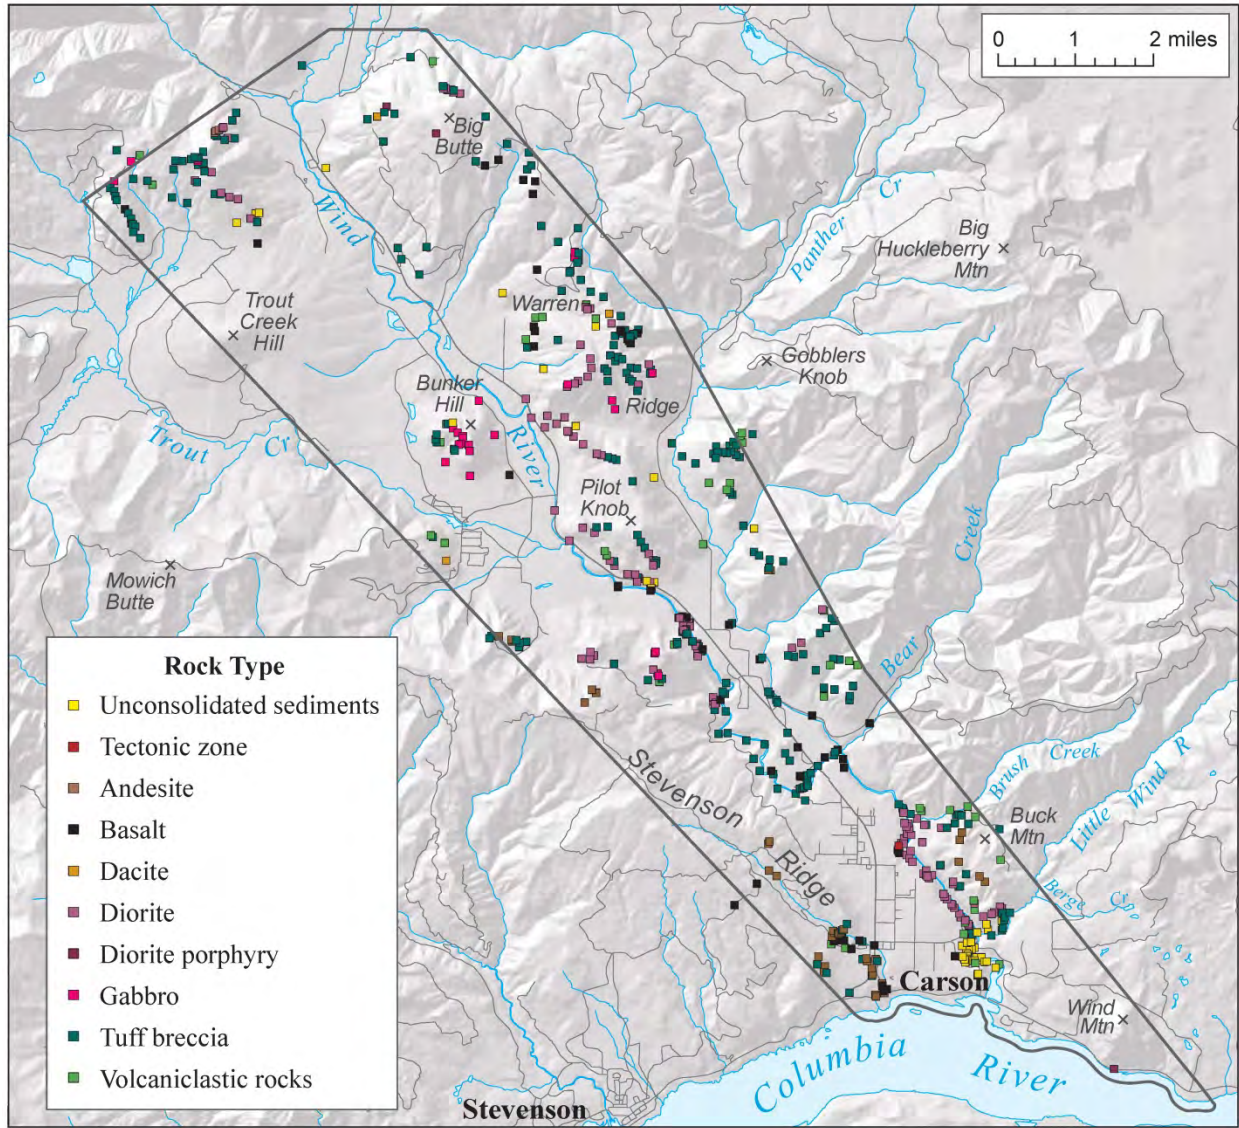 0 1 2 miles
Big
Butte
Wind
Panther Cr
Big
Huckleberry
Mtn
Trout
Creek
Hill
Warren
Gobblers
Knob
Bunker
Hill
Ridge
Trout Cr
River
Pilot
Knob
Creek
Mowich
Butte
Bear
Rock Type
Unconsolidated sediments
Tectonic zone
Andesite
Basalt
Dacite
Diorite
Diorite porphyry
Gabbro
Tuff breccia
Volcaniclastic rocks
Stevenson
Ridge
Brush Creek
Little Wind R
Buck
Mtn
Berge Cr
Carson
Wind
Mtn
Columbia
River
Stevenson